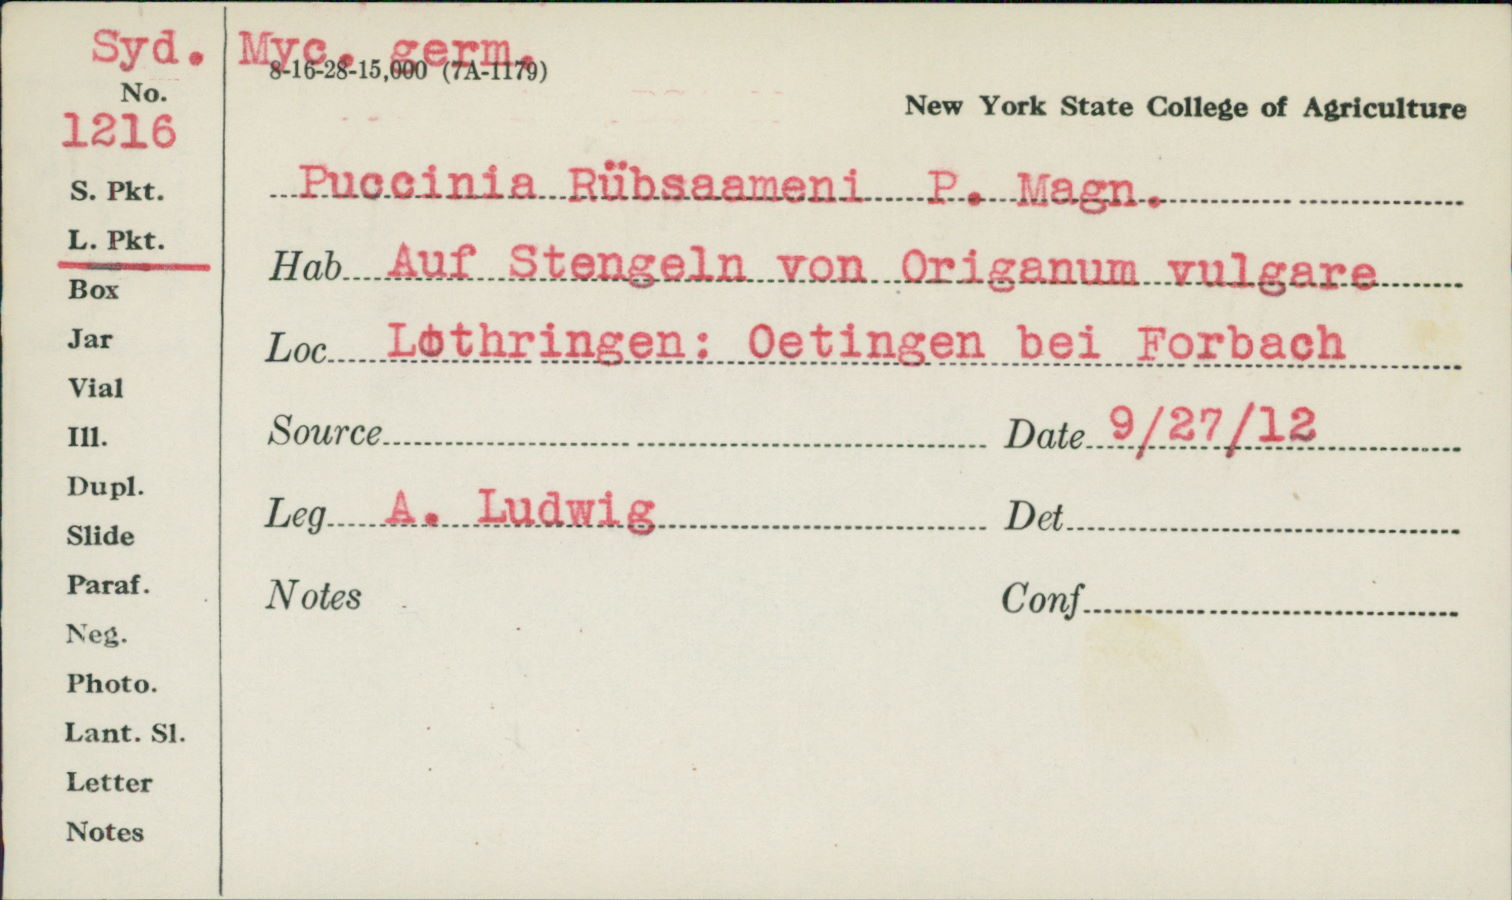 Syd. Myc. germ.
8-16-28-15,000 (7A-1179)
No.
1216
New York State College of Agriculture
S. Pkt.
L. Pkt.
Box
Jar
Vial
Ill.
Dupl.
Slide
Paraf.
Neg.
Photo.
Lant. Sl.
Letter
Notes
Puccinia Rübsaameni P. Magn.
Hab. Auf Stengeln von Origanum vulgare
Loc. Lothringen: Oetingen bei Forbach
Source Date 9/27/12
Leg. A. Ludwig Det.
Notes Conf.